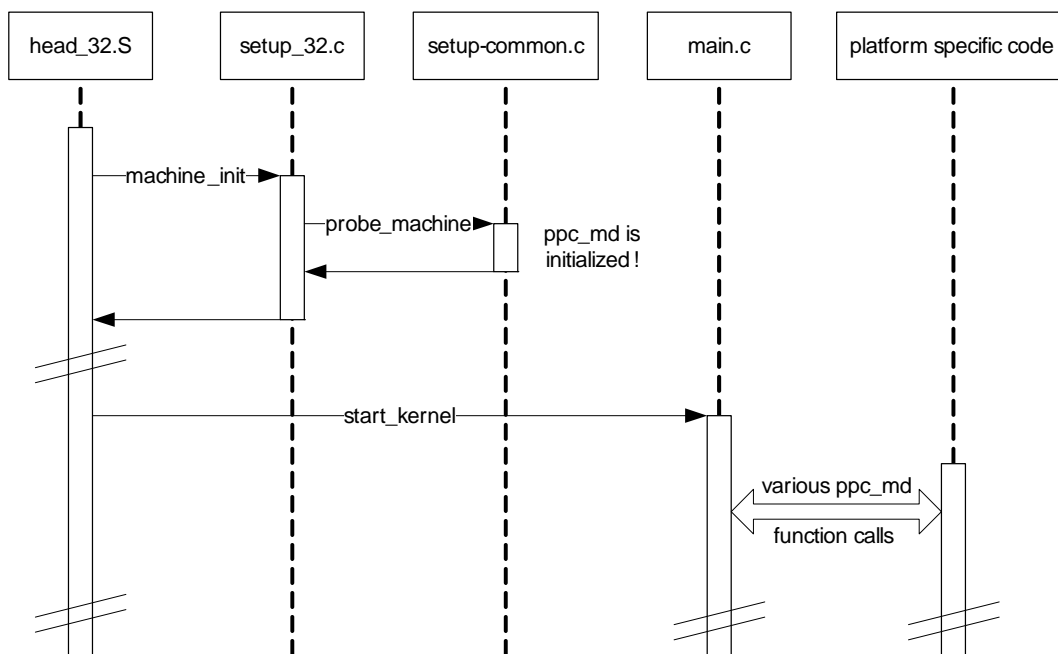 head_32.S
setup_32.c
setup-common.c
main.c
platform specific code
machine_init
probe_machine
ppc_md is
initialized !
start_kernel
various ppc_md
function calls